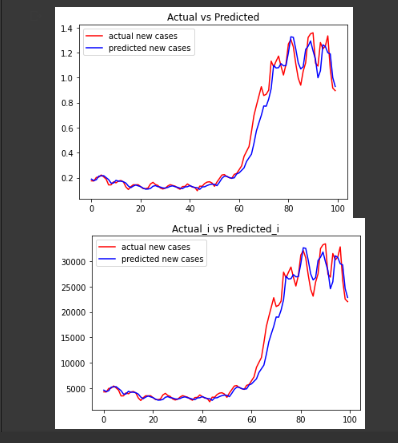 Actual vs Predicted
actual new cases
predicted new cases
1.4
1.2
1.0
0.8
0.6
0.4
0.2
0 20 40 60 80 100
Actual_i vs Predicted_i
actual new cases
predicted new cases
30000
25000
20000
15000
10000
5000
0 20 40 60 80 100